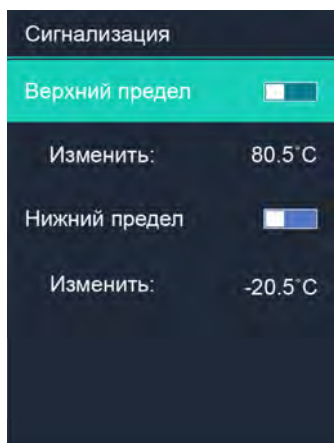 Сигнализация
Верхний предел
Изменить: 80.5°C
Нижний предел
Изменить: -20.5°C